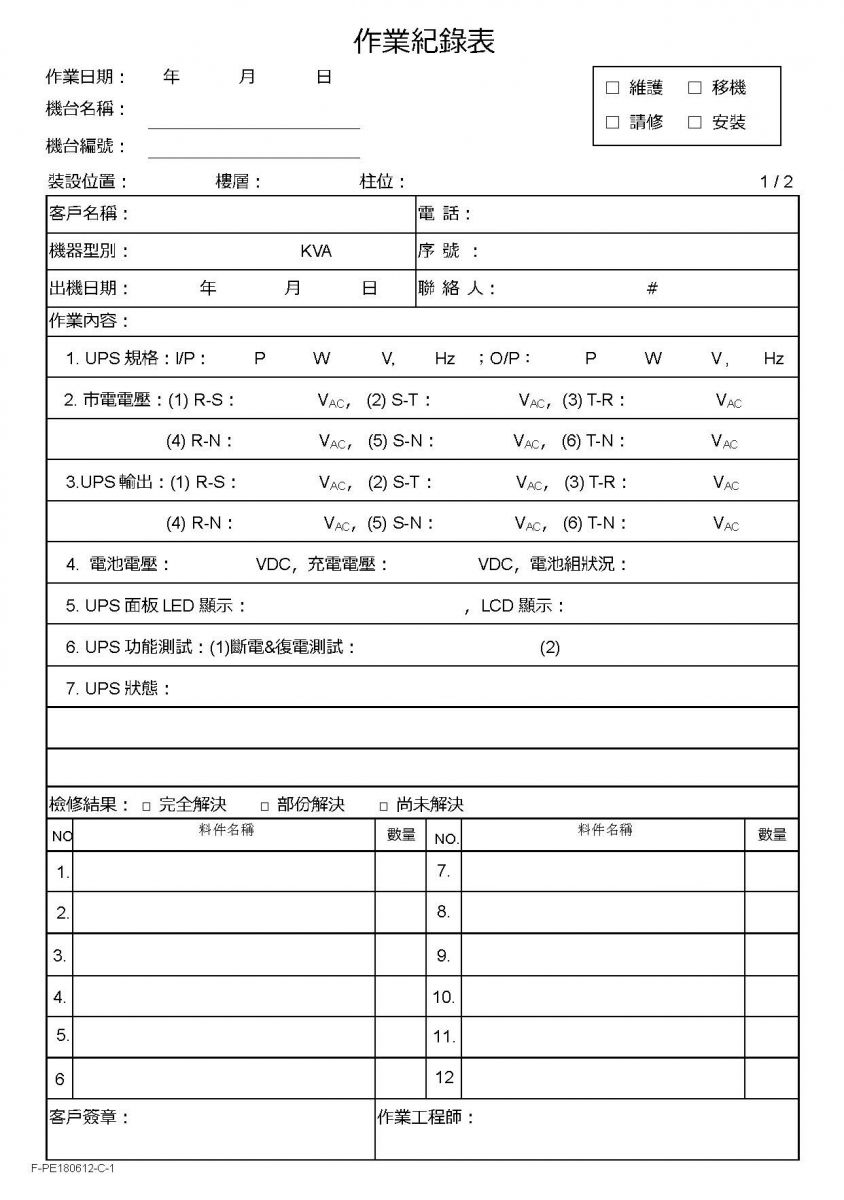 作業紀錄表
作業日期： 年 月 日
□ 維護 □ 移機
機台名稱：
□ 請修 □ 安裝
機台編號：
裝設位置： 樓層： 柱位： 1 / 2
客戶名稱： 電 話：
機器型別： KVA 序 號 ：
出機日期： 年 月 日 聯 絡 人： #
作業內容：
1. UPS 規格：I/P： P W V, Hz ；O/P： P W V , Hz
2. 市電電壓：(1) R-S： VAC， (2) S-T： VAC，(3) T-R： VAC
(4) R-N： VAC， (5) S-N： VAC， (6) T-N： VAC
3.UPS 輸出：(1) R-S： VAC， (2) S-T： VAC，(3) T-R： VAC
(4) R-N： VAC，(5) S-N： VAC， (6) T-N： VAC
4. 電池電壓： VDC，充電電壓： VDC，電池組狀況：
5. UPS 面板 LED 顯示： ，LCD 顯示：
6. UPS 功能測試：(1)斷電&復電測試： (2)
7. UPS 狀態：
檢修結果： □ 完全解決 □ 部份解決 □ 尚未解決
NO 料件名稱 數量 NO. 料件名稱 數量
1. 7.
2. 8.
3. 9.
4. 10.
5. 11.
6 12
客戶簽章： 作業工程師：
F-PE180612-C-1